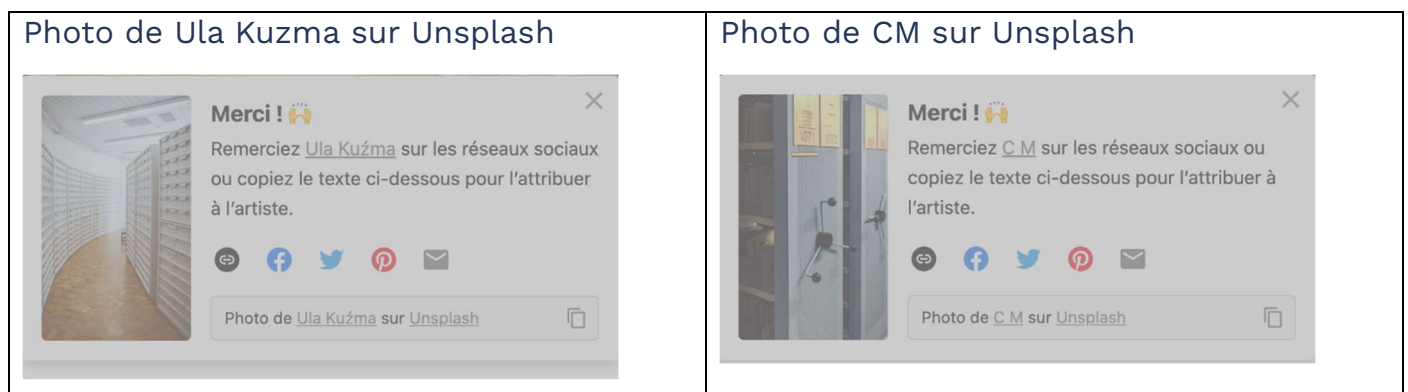 Photo de Ula Kuzma sur Unsplash
Merci ! 🙌
Remerciez Ula Kuźma sur les réseaux sociaux
ou copiez le texte ci-dessous pour l'attribuer
à l'artiste.
Photo de Ula Kuźma sur Unsplash
Photo de CM sur Unsplash
1071
Merci ! 🙌
Remerciez C M sur les réseaux sociaux ou
copiez le texte ci-dessous pour l'attribuer à
l'artiste.
Photo de C M sur Unsplash